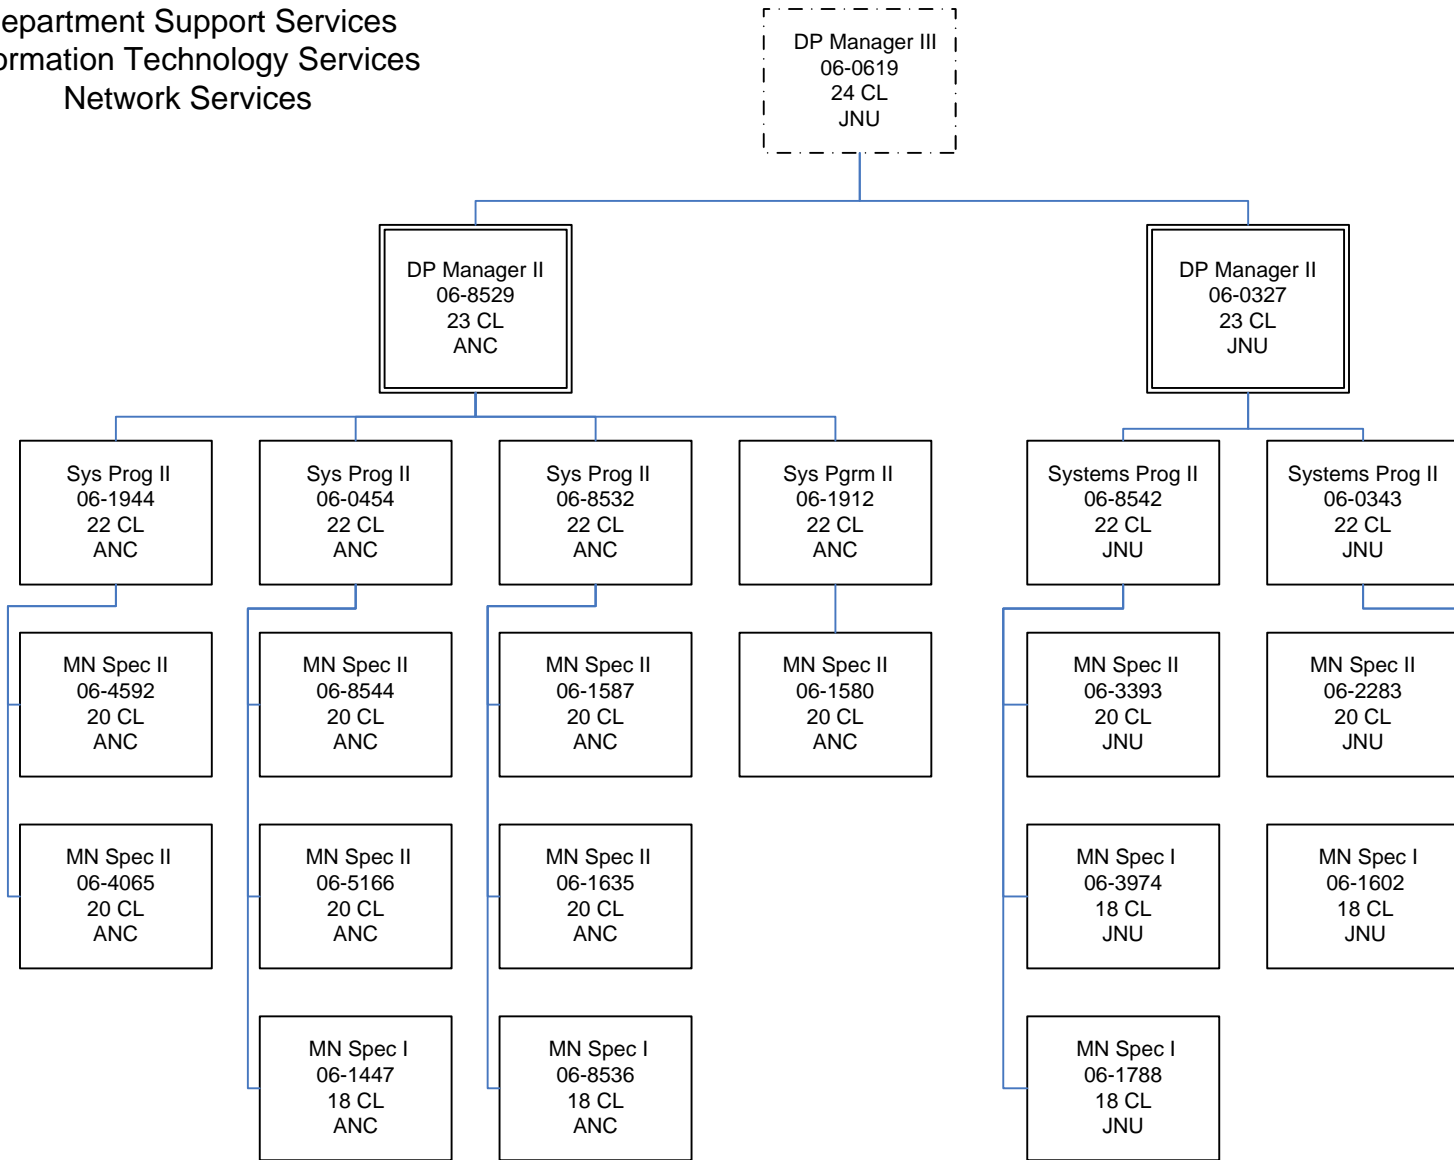 epartment Support Services
ormation Technology Services
Network Services
DP Manager III
06-0619
24 CL
JNU
DP Manager II
06-8529
23 CL
ANC
DP Manager II
06-0327
23 CL
JNU
Sys Prog II
06-1944
22 CL
ANC
Sys Prog II
06-0454
22 CL
ANC
Sys Prog II
06-8532
22 CL
ANC
Sys Pgrm II
06-1912
22 CL
ANC
Systems Prog II
06-8542
22 CL
JNU
Systems Prog II
06-0343
22 CL
JNU
MN Spec II
06-4592
20 CL
ANC
MN Spec II
06-8544
20 CL
ANC
MN Spec II
06-1587
20 CL
ANC
MN Spec II
06-1580
20 CL
ANC
MN Spec II
06-3393
20 CL
JNU
MN Spec II
06-2283
20 CL
JNU
MN Spec II
06-4065
20 CL
ANC
MN Spec II
06-5166
20 CL
ANC
MN Spec II
06-1635
20 CL
ANC
MN Spec I
06-3974
18 CL
JNU
MN Spec I
06-1602
18 CL
JNU
MN Spec I
06-1447
18 CL
ANC
MN Spec I
06-8536
18 CL
ANC
MN Spec I
06-1788
18 CL
JNU